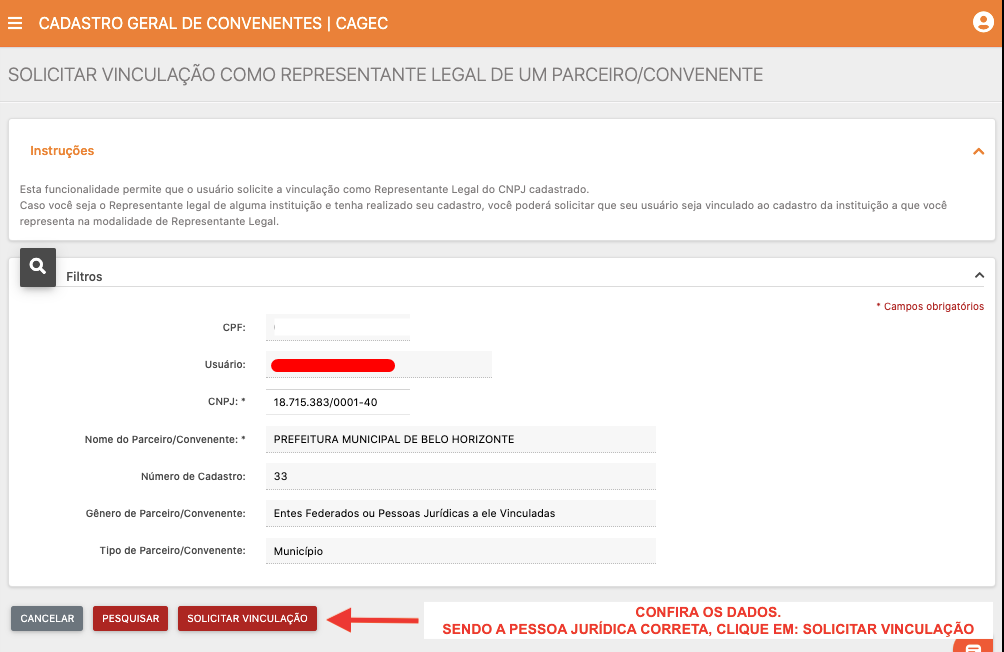 CADASTRO GERAL DE CONVENENTES | CAGEC
SOLICITAR VINCULAÇÃO COMO REPRESENTANTE LEGAL DE UM PARCEIRO/CONVENENTE
Instruções
Esta funcionalidade permite que o usuário solicite a vinculação como Representante Legal do CNPJ cadastrado.
Caso você seja o Representante legal de alguma instituição e tenha realizado seu cadastro, você poderá solicitar que seu usuário seja vinculado ao cadastro da instituição a que você
representa na modalidade de Representante Legal.
Filtros
* Campos obrigatórios
CPF:
Usuário:
CNPJ: * 18.715.383/0001-40
Nome do Parceiro/Convenente: * PREFEITURA MUNICIPAL DE BELO HORIZONTE
Número de Cadastro: 33
Gênero de Parceiro/Convenente: Entes Federados ou Pessoas Jurídicas a ele Vinculadas
Tipo de Parceiro/Convenente: Município
CANCELAR PESQUISAR SOLICITAR VINCULAÇÃO
CONFIRA OS DADOS.
SENDO A PESSOA JURÍDICA CORRETA, CLIQUE EM: SOLICITAR VINCULAÇÃO